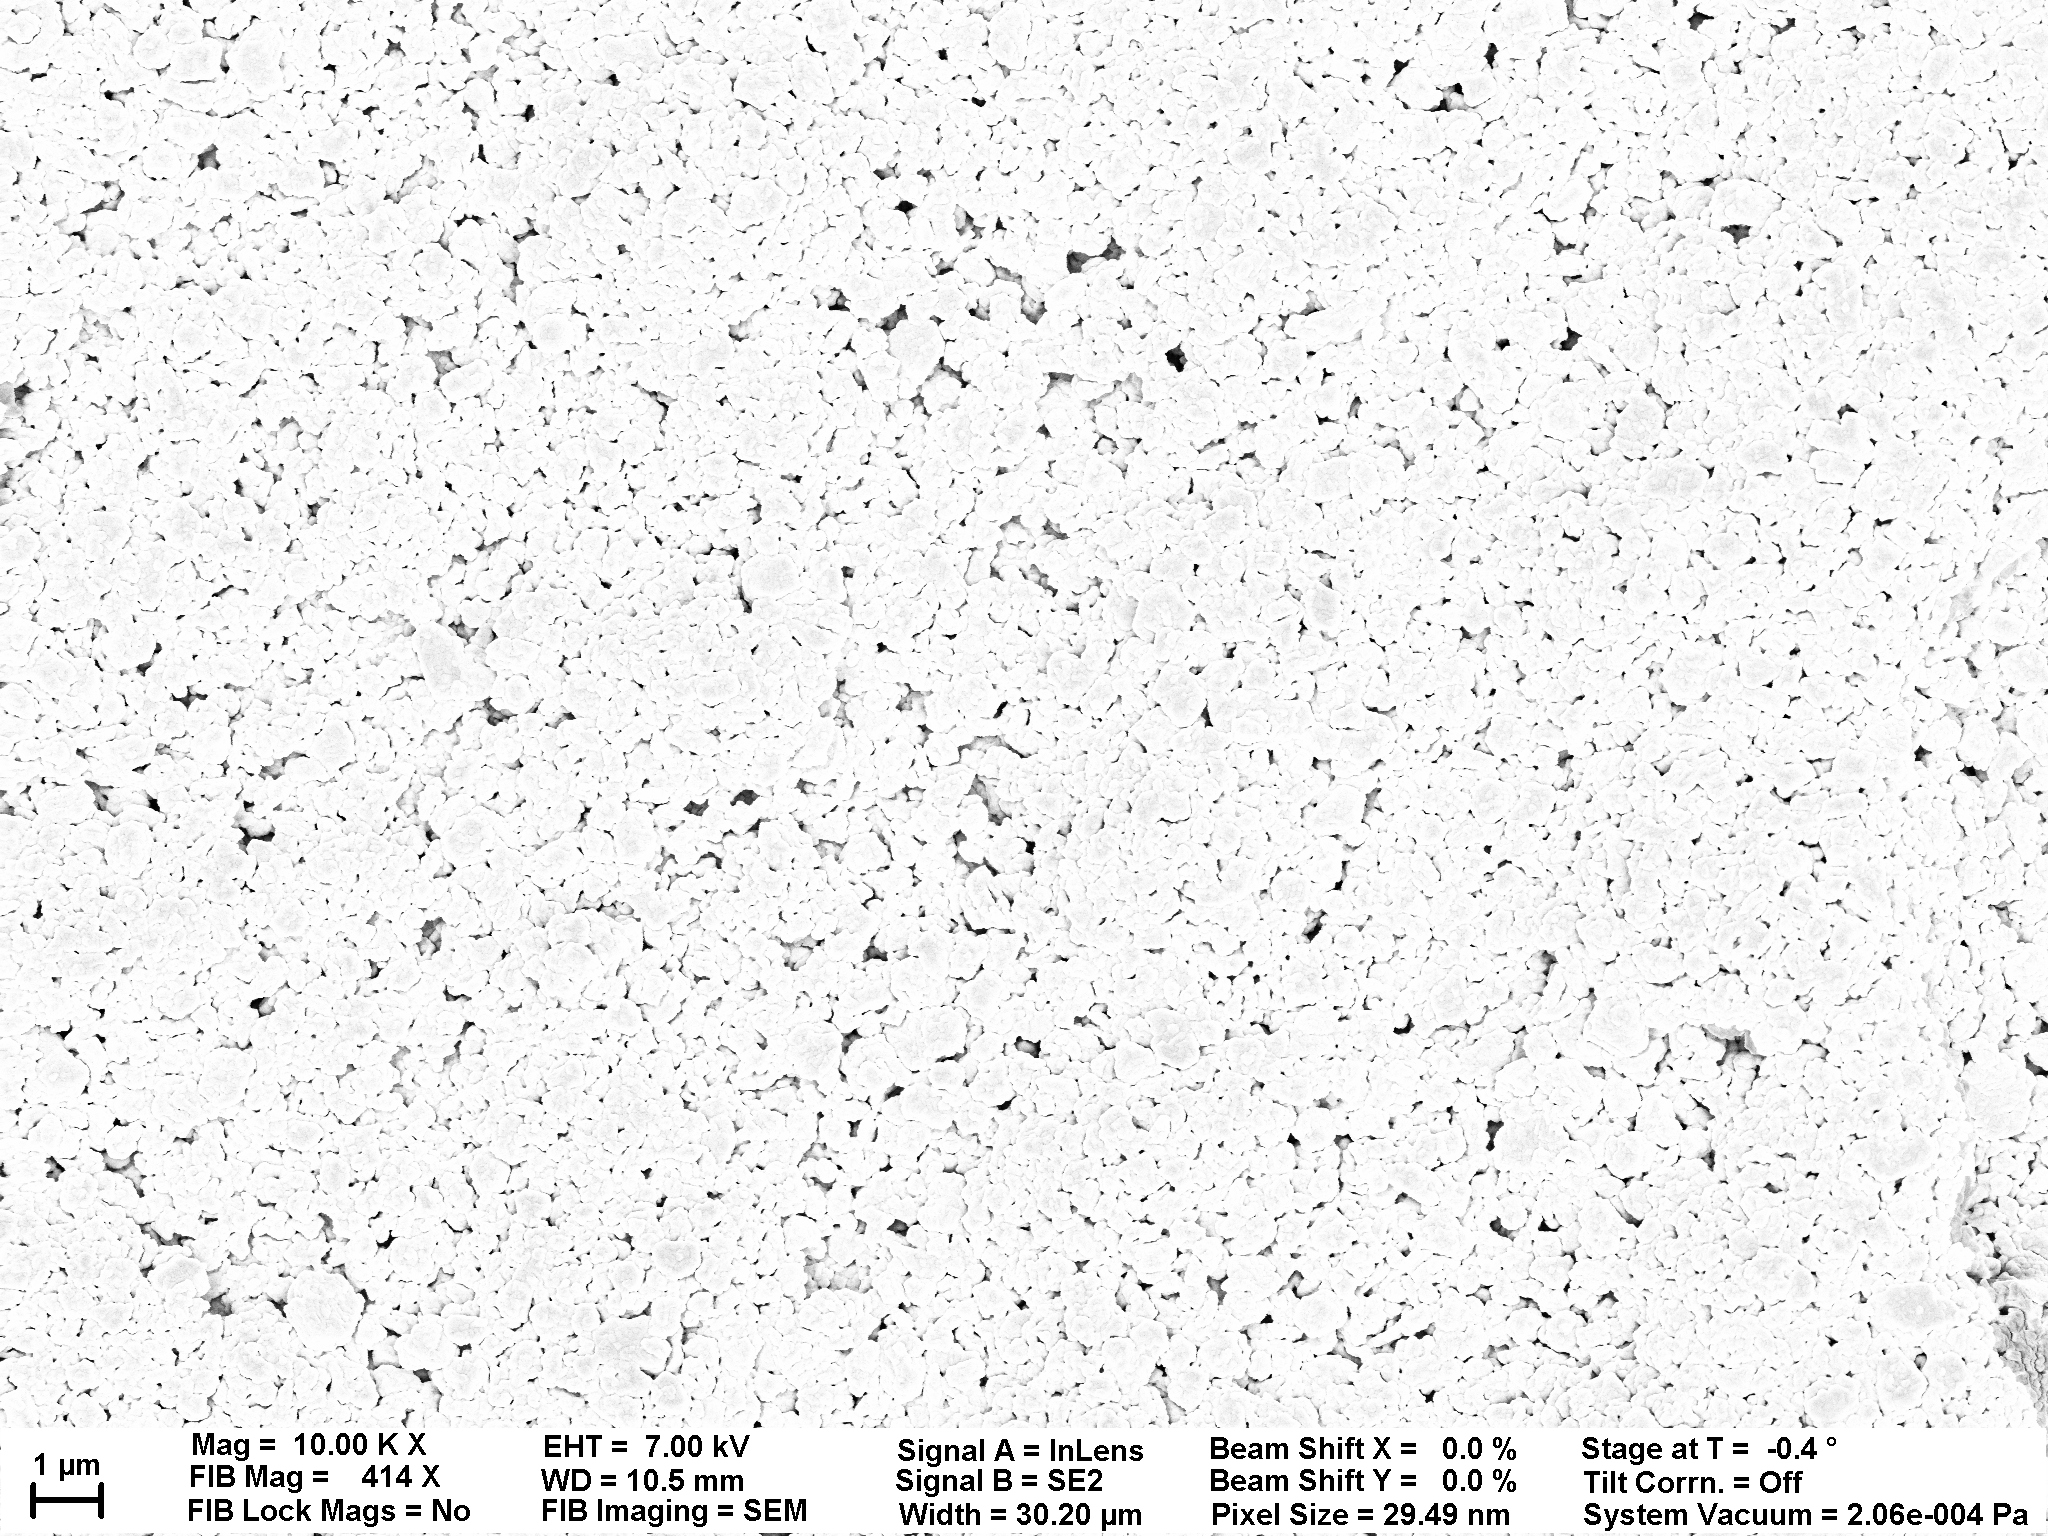 1 µm
Mag = 10.00 K X
FIB Mag = 414 X
FIB Lock Mags = No
EHT = 7.00 kV
WD = 10.5 mm
FIB Imaging = SEM
Signal A = InLens
Signal B = SE2
Width = 30.20 µm
Beam Shift X = 0.0 %
Beam Shift Y = 0.0 %
Pixel Size = 29.49 nm
Stage at T = -0.4 °
Tilt Corrn. = Off
System Vacuum = 2.06e-004 Pa